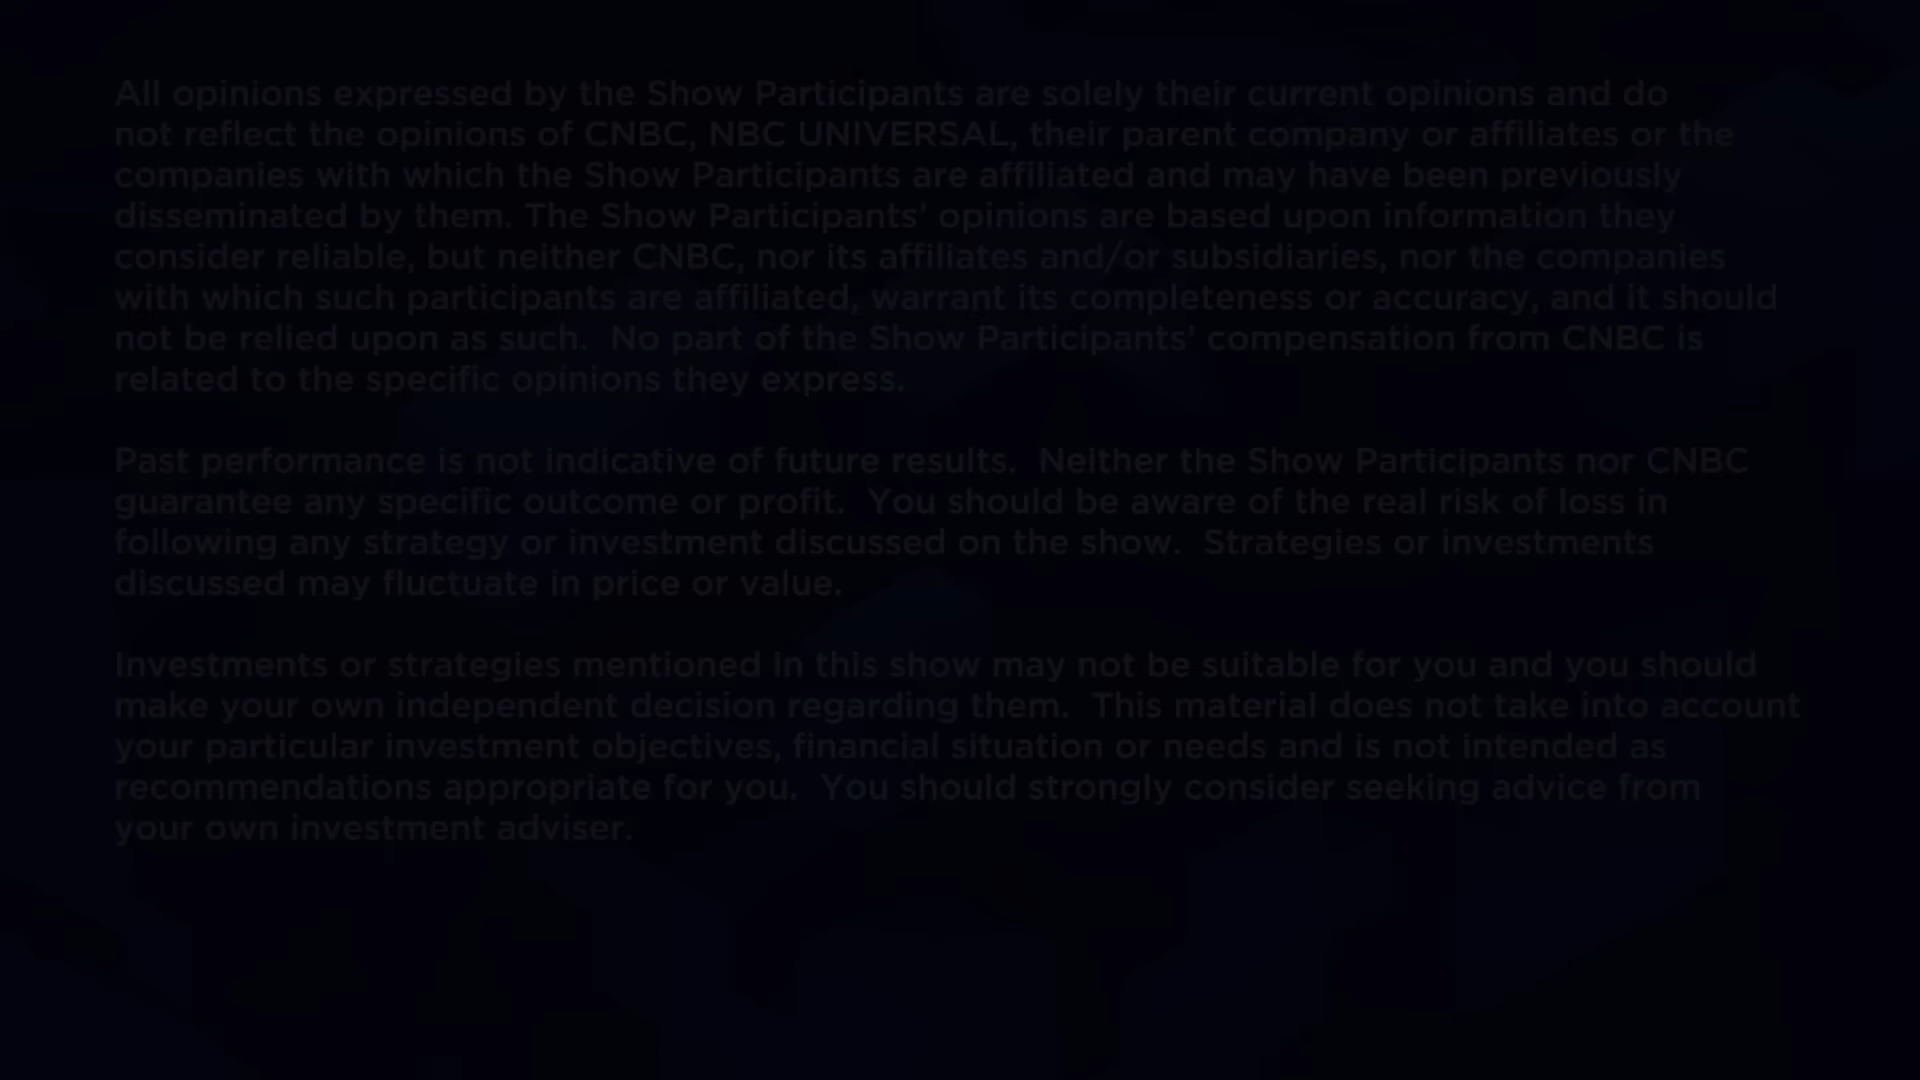 All opinions expressed by the Show Participants are solely their current opinions and do
not reflect the opinions of CNBC, NBC UNIVERSAL, their parent company or affiliates or the
companies with which the Show Participants are affiliated and may have been previously
disseminated by them. The Show Participants' opinions are based upon information they
consider reliable, but neither CNBC, nor its affiliates and/or subsidiaries, nor the companies
with which such participants are affiliated, warrant its completeness or accuracy, and it should
not be relied upon as such.  No part of the Show Participants' compensation from CNBC is
related to the specific opinions they express.

Past performance is not indicative of future results.  Neither the Show Participants nor CNBC
guarantee any specific outcome or profit.  You should be aware of the real risk of loss in
following any strategy or investment discussed on the show.  Strategies or investments
discussed may fluctuate in price or value.

Investments or strategies mentioned in this show may not be suitable for you and you should
make your own independent decision regarding them.  This material does not take into account
your particular investment objectives, financial situation or needs and is not intended as
recommendations appropriate for you.  You should strongly consider seeking advice from
your own investment adviser.